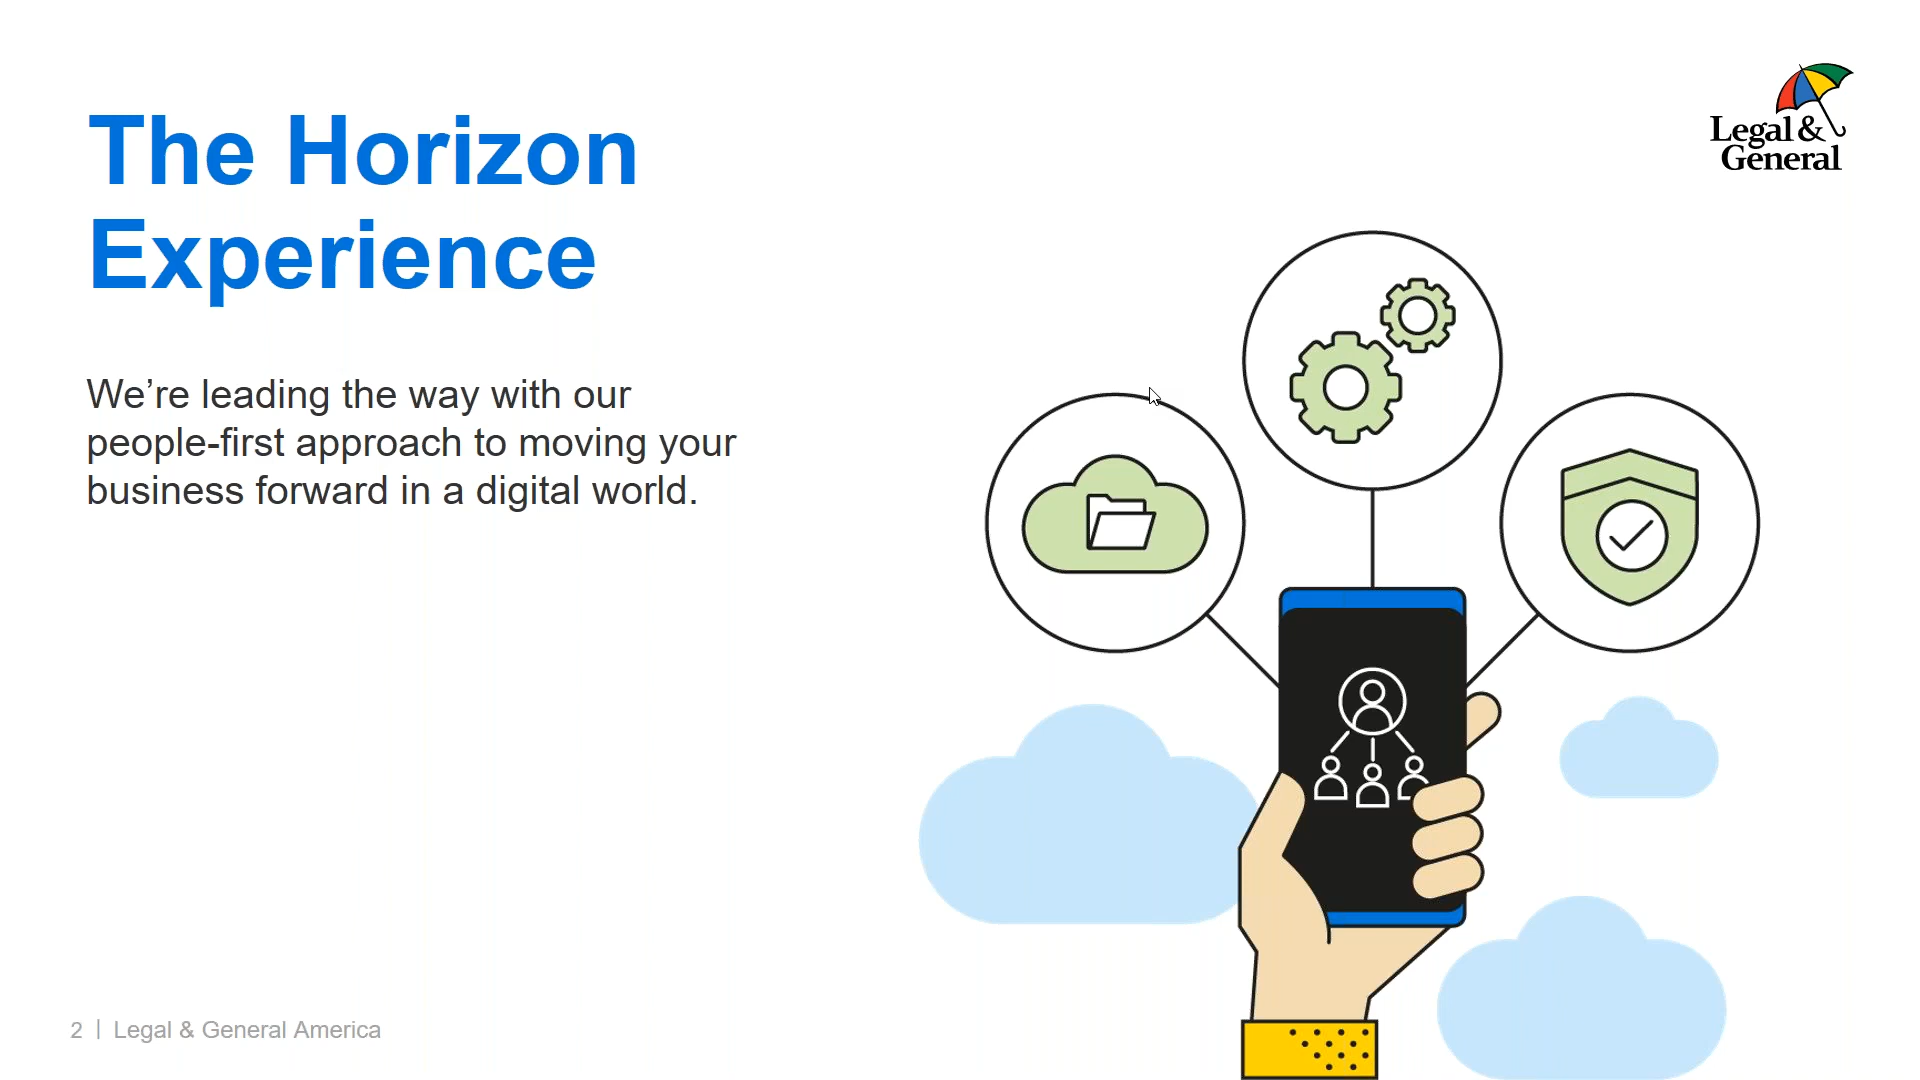 The Horizon
Experience
Legal &
General
We’re leading the way with our
people-first approach to moving your
business forward in a digital world.
2 | Legal & General America